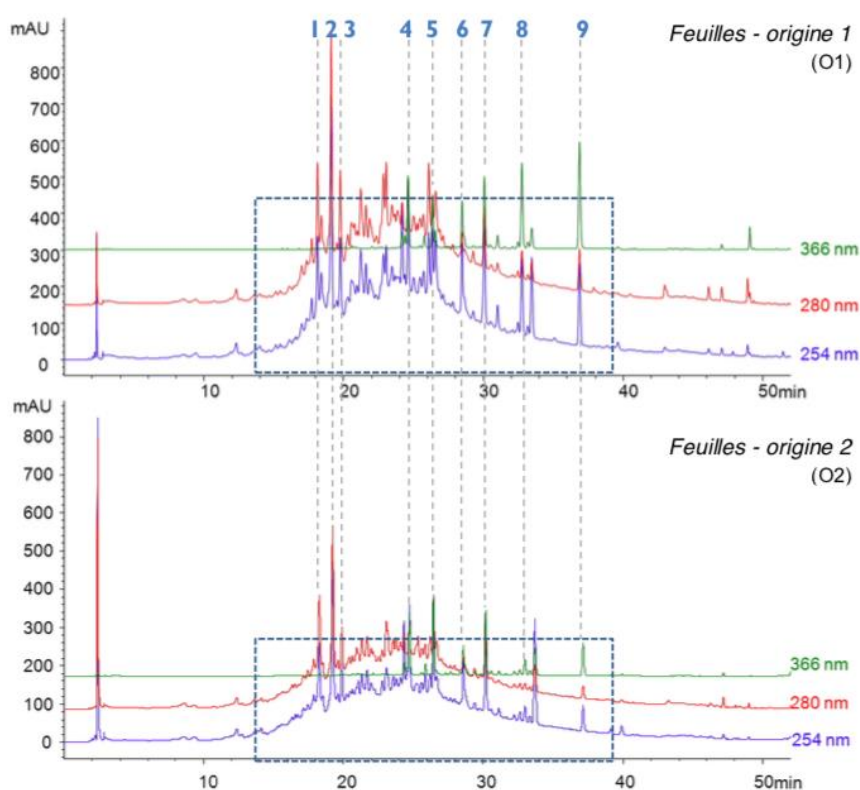 mAU
1 2 3 4 5 6 7 8 9
Feuilles - origine 1
(O1)
800
700
600
500
400
300
200
100
0
366 nm
280 nm
254 nm
10 20 30 40 50min
mAU
Feuilles - origine 2
(O2)
800
700
600
500
400
300
200
100
0
366 nm
280 nm
254 nm
10 20 30 40 50min